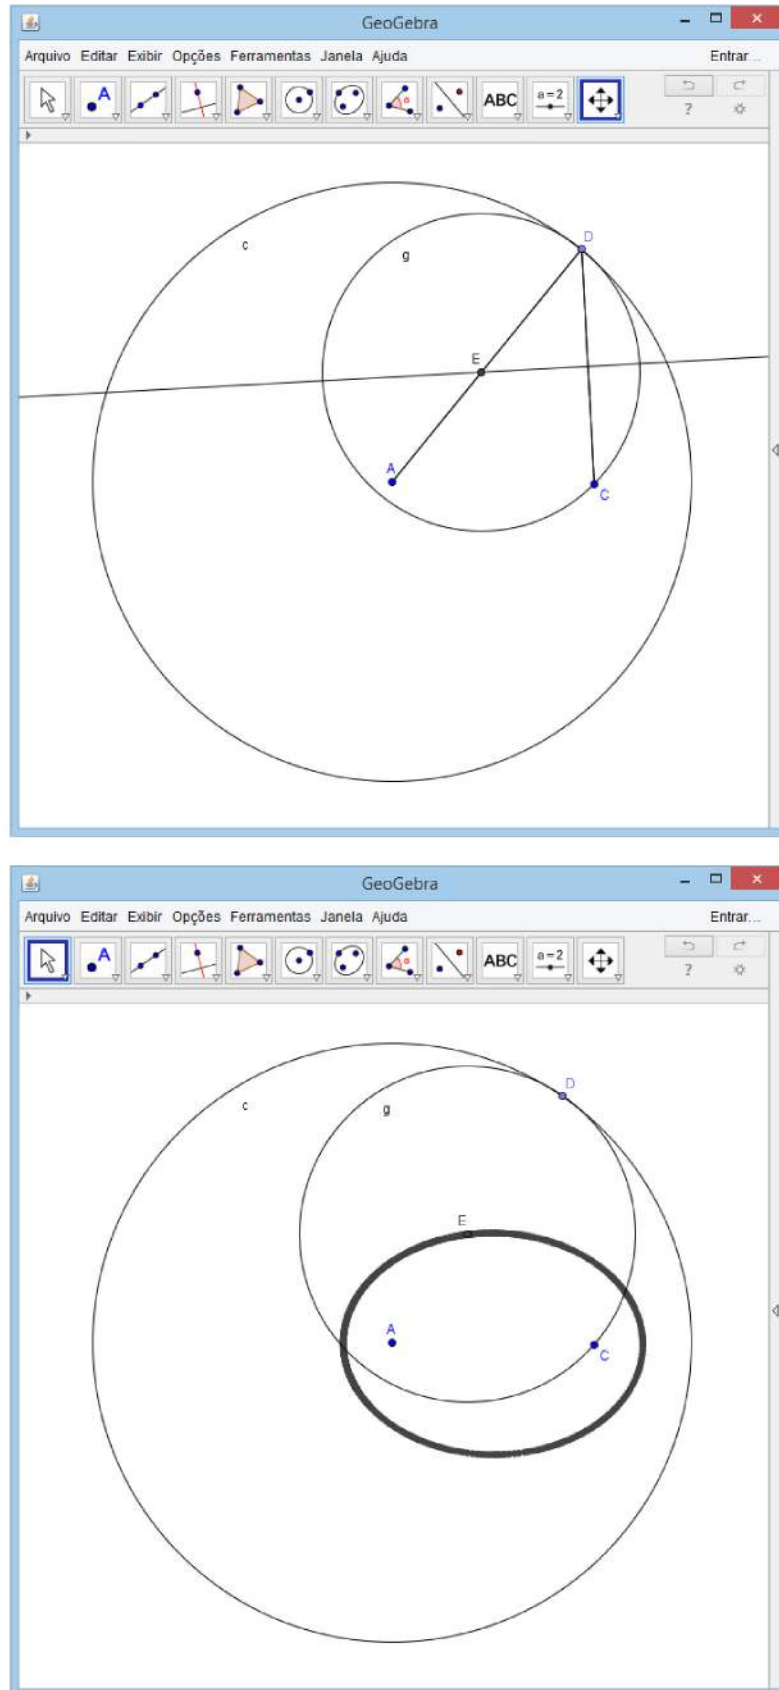 GeoGebra
Arquivo Editar Exibir Opções Ferramentas Janela Ajuda Entrar...
A α ABC a=2 ?
c
g
D
E
A
C
GeoGebra
Arquivo Editar Exibir Opções Ferramentas Janela Ajuda Entrar...
A α ABC a=2 ?
D
c
g
E
A
C